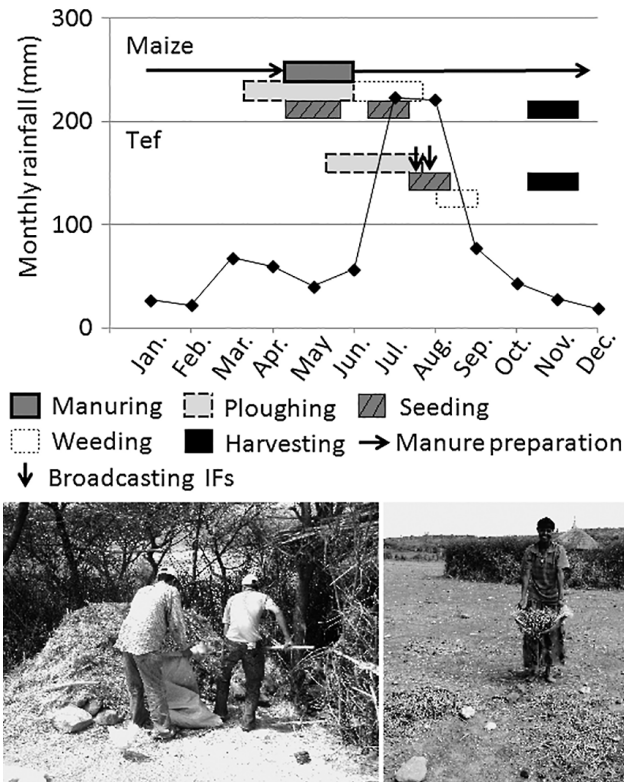 300
Maize
200
Tef
100
0
Monthly rainfall (mm)
Jan. Feb. Mar. Apr. May Jun. Jul. Aug. Sep. Oct. Nov. Dec.
Manuring Ploughing Seeding
Weeding Harvesting Manure preparation
Broadcasting IFs